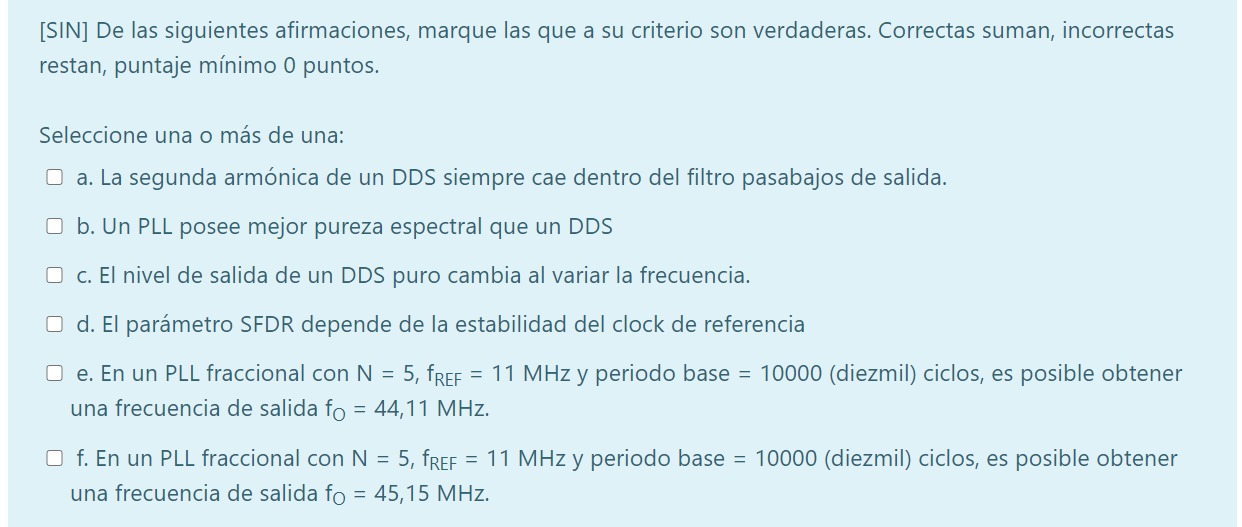 [SIN] De las siguientes afirmaciones, marque las que a su criterio son verdaderas. Correctas suman, incorrectas
restan, puntaje mínimo 0 puntos.
Seleccione una o más de una:
a. La segunda armónica de un DDS siempre cae dentro del filtro pasabajos de salida.
b. Un PLL posee mejor pureza espectral que un DDS
c. El nivel de salida de un DDS puro cambia al variar la frecuencia.
d. El parámetro SFDR depende de la estabilidad del clock de referencia
e. En un PLL fraccional con N = 5, fREF = 11 MHz y periodo base = 10000 (diezmil) ciclos, es posible obtener
una frecuencia de salida fO = 44,11 MHz.
f. En un PLL fraccional con N = 5, fREF = 11 MHz y periodo base = 10000 (diezmil) ciclos, es posible obtener
una frecuencia de salida fO = 45,15 MHz.